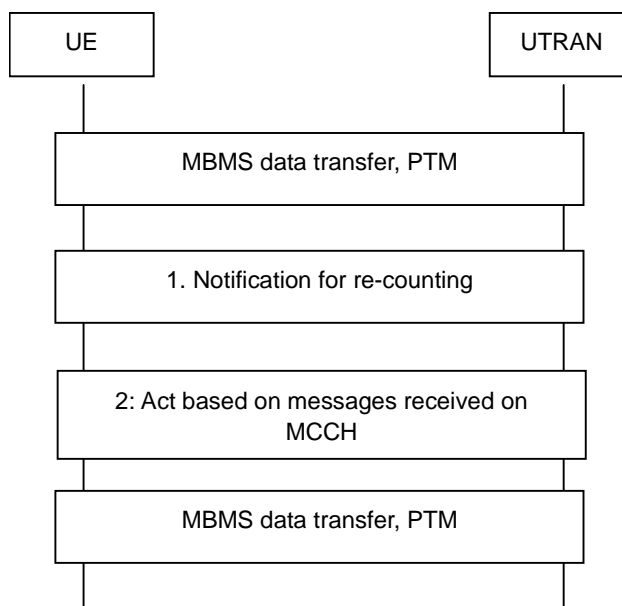 UE
UTRAN
MBMS data transfer, PTM
1. Notification for re-counting
2: Act based on messages received on
MCCH
MBMS data transfer, PTM